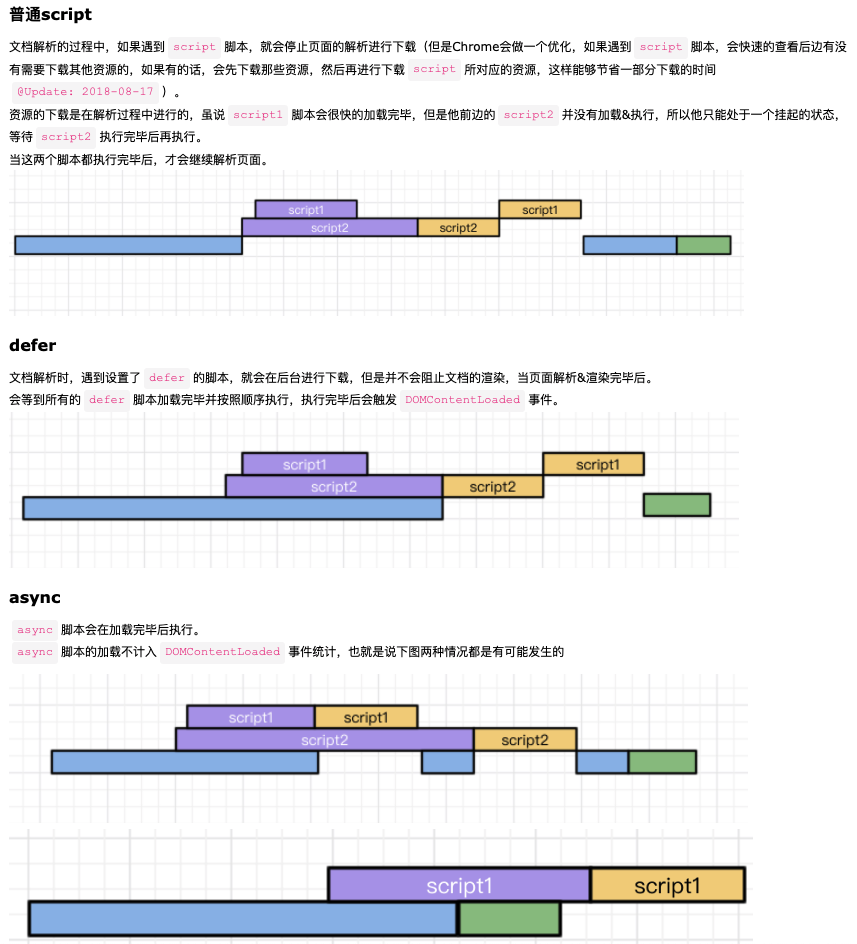 普通script
文档解析的过程中，如果遇到 script 脚本，就会停止页面的解析进行下载（但是Chrome会做一个优化，如果遇到 script 脚本，会快速的查看后边有没
有需要下载其他资源的，如果有的话，会先下载那些资源，然后再进行下载 script 所对应的资源，这样能够节省一部分下载的时间
@Update: 2018-08-17 ）。
资源的下载是在解析过程中进行的，虽说 script1 脚本会很快的加载完毕，但是他前边的 script2 并没有加载&执行，所以他只能处于一个挂起的状态，
等待 script2 执行完毕后再执行。
当这两个脚本都执行完毕后，才会继续解析页面。
script1 script1
script2 script2
defer
文档解析时，遇到设置了 defer 的脚本，就会在后台进行下载，但是并不会阻止文档的渲染，当页面解析&渲染完毕后。
会等到所有的 defer 脚本加载完毕并按照顺序执行，执行完毕后会触发 DOMContentLoaded 事件。
script1 script1
script2 script2
async
async 脚本会在加载完毕后执行。
async 脚本的加载不计入 DOMContentLoaded 事件统计，也就是说下图两种情况都是有可能发生的
script1 script1
script2 script2
script1 script1